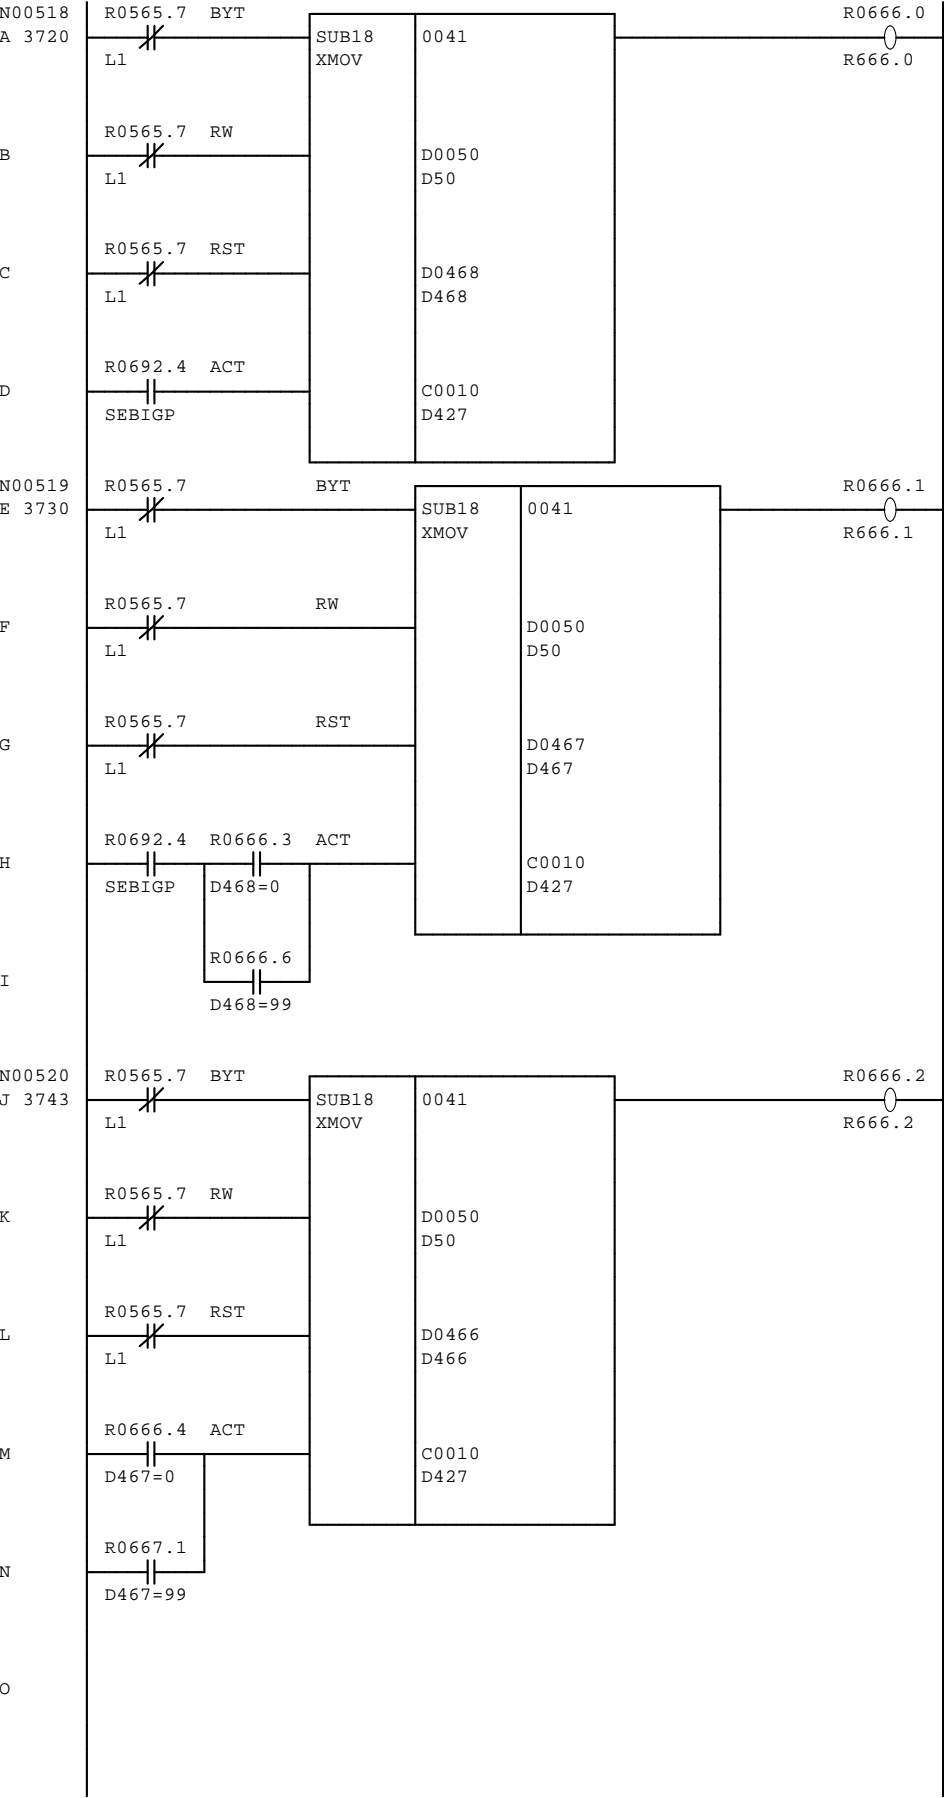 N00518 R0565.7 BYT R0666.0
A 3720 SUB18 0041
L1 XMOV R666.0
R0565.7 RW
B D0050
L1 D50
R0565.7 RST
C D0468
L1 D468
R0692.4 ACT
D C0010
SEBIGP D427
N00519 R0565.7 BYT R0666.1
E 3730 SUB18 0041
L1 XMOV R666.1
R0565.7 RW
F D0050
L1 D50
R0565.7 RST
G D0467
L1 D467
R0692.4 R0666.3 ACT
H C0010
SEBIGP D468=0 D427
R0666.6
I
D468=99
N00520 R0565.7 BYT R0666.2
J 3743 SUB18 0041
L1 XMOV R666.2
R0565.7 RW
K D0050
L1 D50
R0565.7 RST
L D0466
L1 D466
R0666.4 ACT
M C0010
D467=0 D427
R0667.1
N
D467=99
O